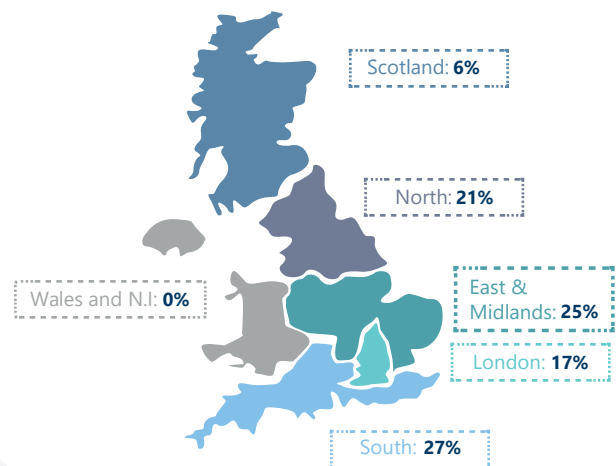 Scotland: 6%
North: 21%
Wales and N.I: 0%
East &
Midlands: 25%
London: 17%
South: 27%